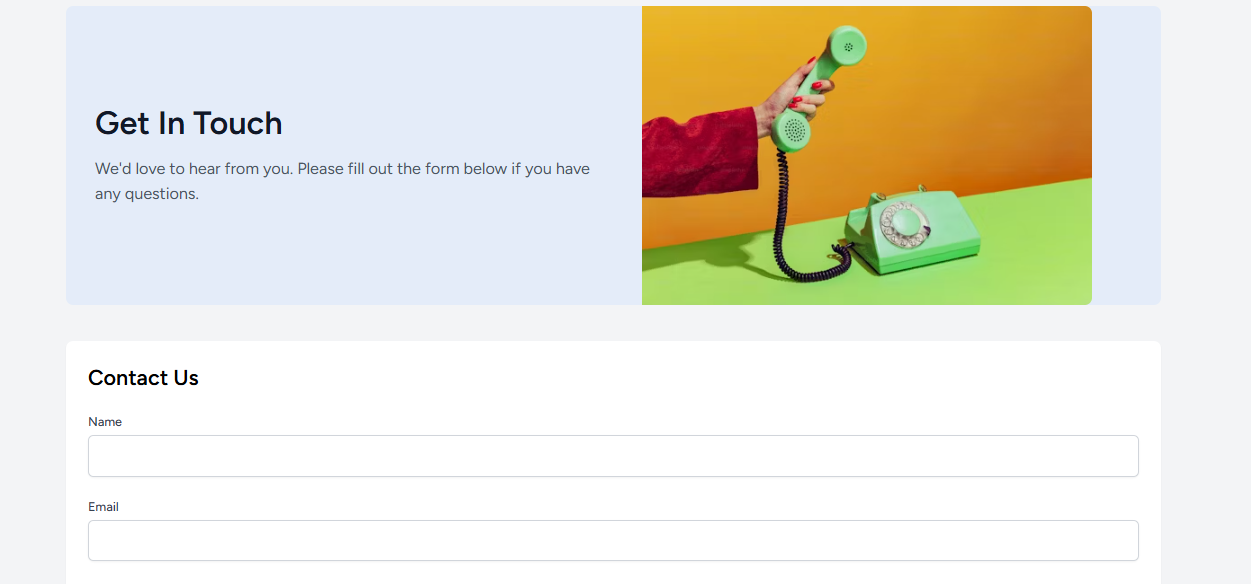 Get In Touch
We'd love to hear from you. Please fill out the form below if you have
any questions.
Contact Us
Name
Email